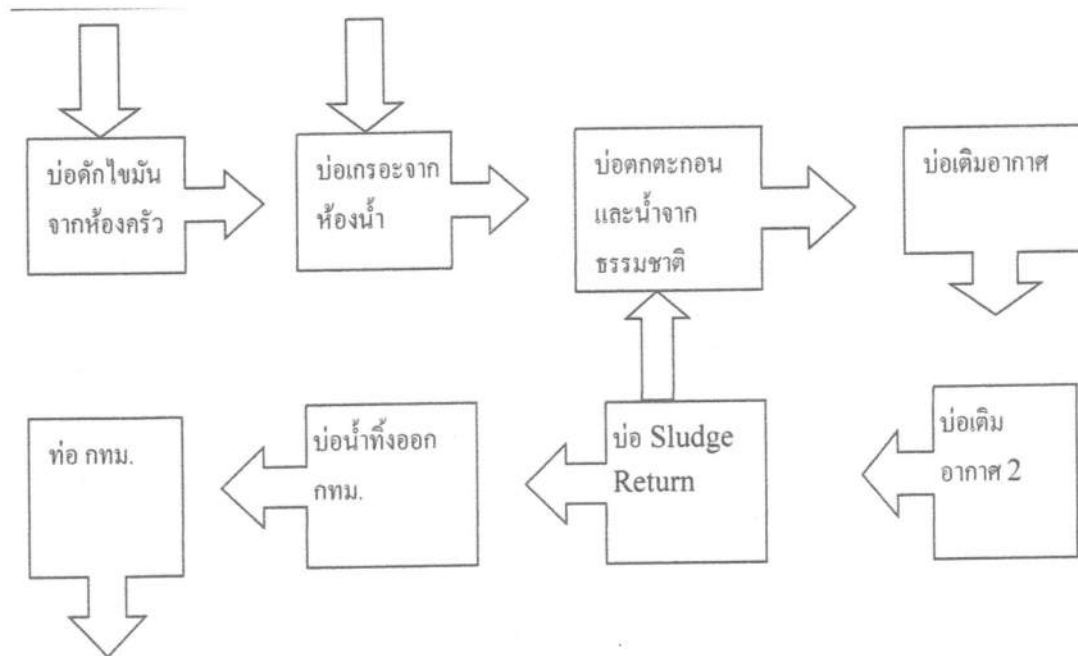 บ่อดักไขมัน
จากห้องครัว
บ่อเกรอะจาก
ห้องน้ำ
บ่อตกตะกอน
และน้ำจาก
ธรรมชาติ
บ่อเติมอากาศ
ท่อ กทม.
บ่อน้ำทิ้งออก
กทม.
บ่อ Sludge
Return
บ่อเติม
อากาศ 2